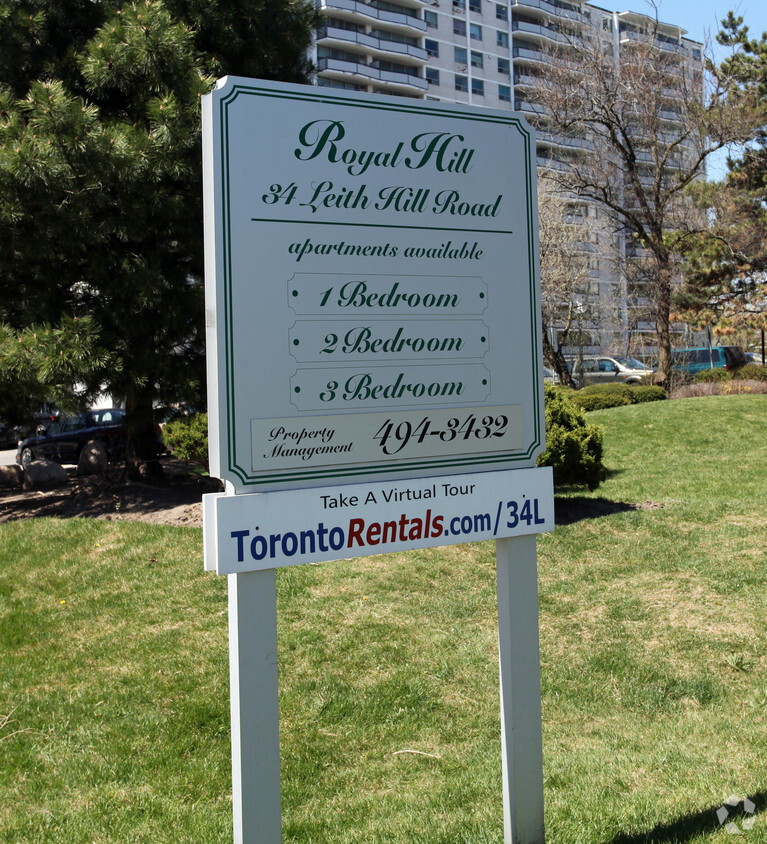 Royal Hill
34 Leith Hill Road
apartments available
1 Bedroom
2 Bedroom
3 Bedroom
Property
Management
494-3432
Take A Virtual Tour
TorontoRentals.com/34L